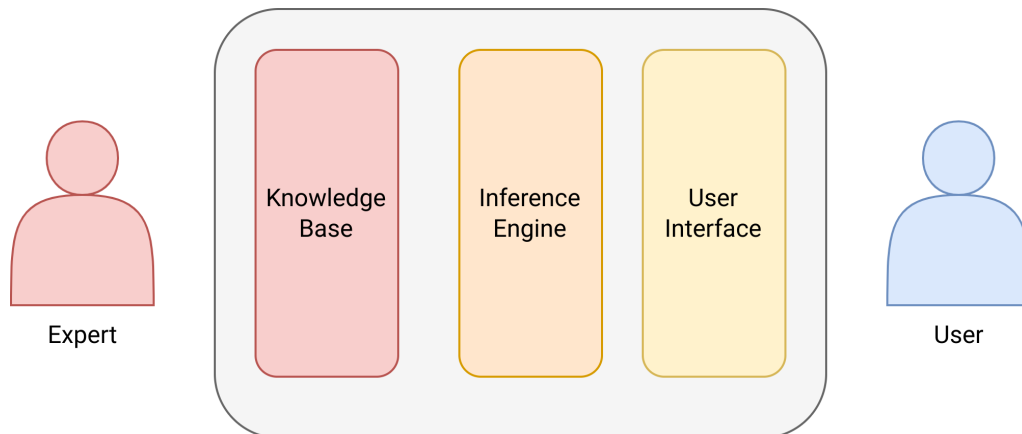 Knowledge
Base
Inference
Engine
User
Interface
Expert
User